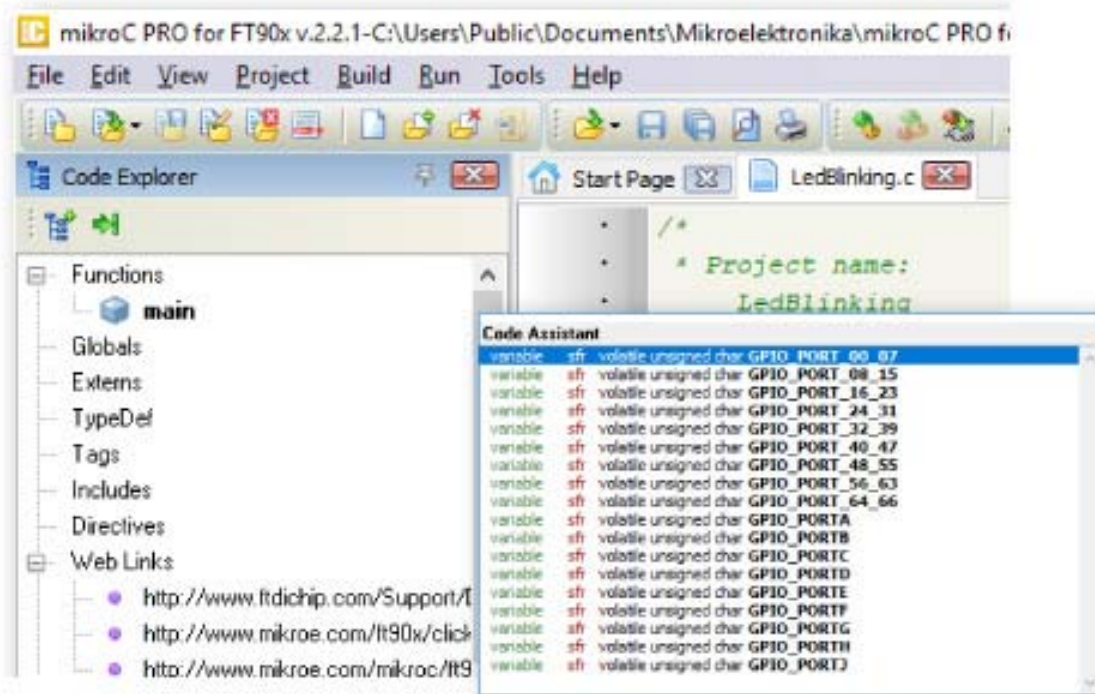 mikroC PRO for FT90x v.2.2.1-C:\Users\Public\Documents\Mikroelektronika\mikroC PRO f
File Edit View Project Build Run Tools Help
Code Explorer
Start Page LedBlinking.c
/*
* Project name:
LedBlinking
Functions
main
Globals
Externs
TypeDef
Tags
Includes
Directives
Web Links
http://www.ftdichip.com/Support/D
http://www.mikroe.com/ft90x/click
http://www.mikroe.com/mikroc/ft9
Code Assistant
variable sfr volatile unsigned char GPIO_PORT_00_07
variable sfr volatile unsigned char GPIO_PORT_08_15
variable sfr volatile unsigned char GPIO_PORT_16_23
variable sfr volatile unsigned char GPIO_PORT_24_31
variable sfr volatile unsigned char GPIO_PORT_32_39
variable sfr volatile unsigned char GPIO_PORT_40_47
variable sfr volatile unsigned char GPIO_PORT_48_55
variable sfr volatile unsigned char GPIO_PORT_56_63
variable sfr volatile unsigned char GPIO_PORT_64_66
variable sfr volatile unsigned char GPIO_PORTA
variable sfr volatile unsigned char GPIO_PORTB
variable sfr volatile unsigned char GPIO_PORTC
variable sfr volatile unsigned char GPIO_PORTD
variable sfr volatile unsigned char GPIO_PORTE
variable sfr volatile unsigned char GPIO_PORTF
variable sfr volatile unsigned char GPIO_PORTG
variable sfr volatile unsigned char GPIO_PORTH
variable sfr volatile unsigned char GPIO_PORTJ